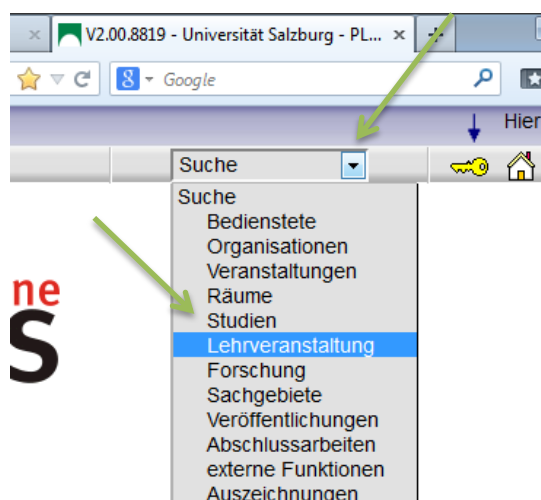 V2.00.8819 - Universität Salzburg - PL...
Google
Hier
Suche
Suche
Bedienstete
Organisationen
Veranstaltungen
Räume
Studien
Lehrveranstaltung
Forschung
Sachgebiete
Veröffentlichungen
Abschlussarbeiten
externe Funktionen
Auszeichnungen
ne
S